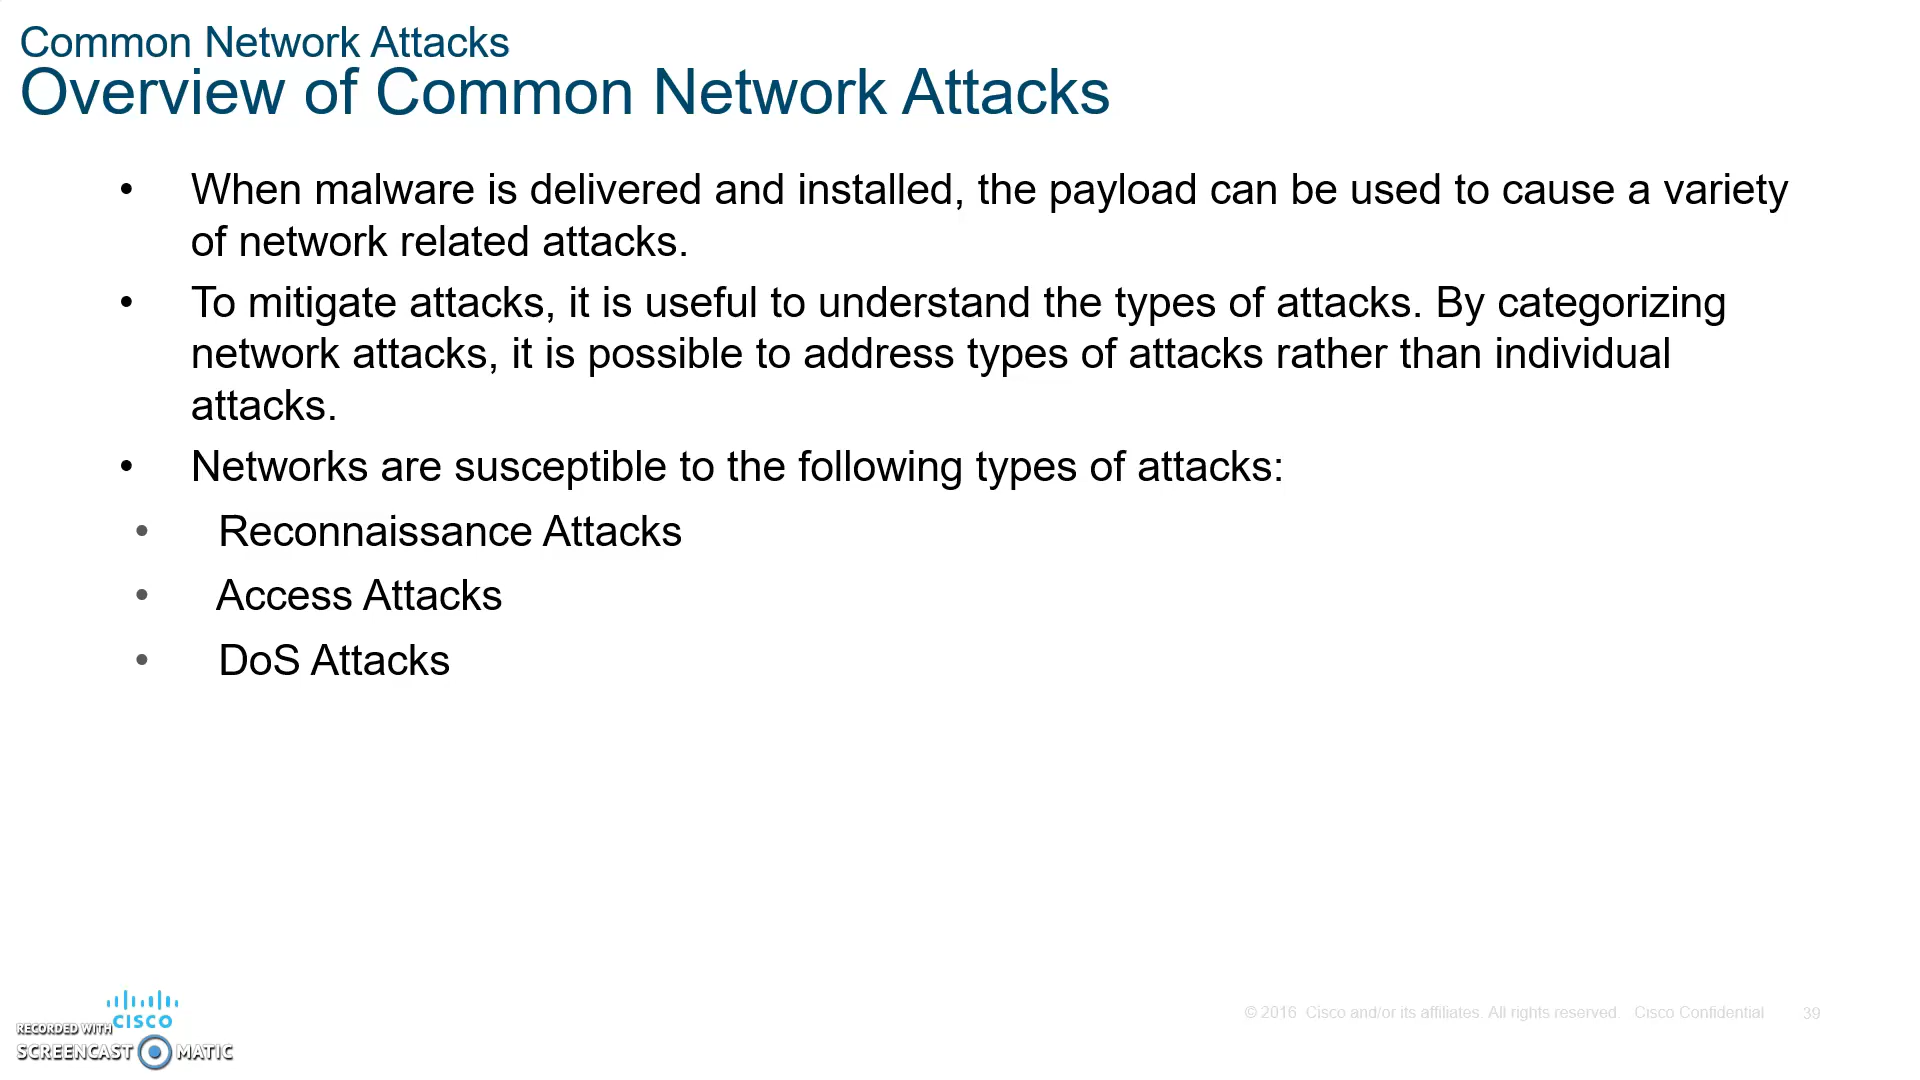 Common Network Attacks
Overview of Common Network Attacks
• When malware is delivered and installed, the payload can be used to cause a variety
of network related attacks.
• To mitigate attacks, it is useful to understand the types of attacks. By categorizing
network attacks, it is possible to address types of attacks rather than individual
attacks.
• Networks are susceptible to the following types of attacks:
• Reconnaissance Attacks
• Access Attacks
• DoS Attacks
CISCO
RECORDED WITH
SCREENCAST MATIC
© 2016 Cisco and/or its affiliates. All rights reserved. Cisco Confidential 39